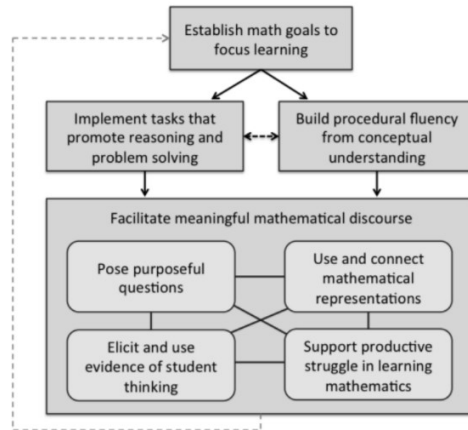 Establish math goals to
focus learning
Implement tasks that
promote reasoning and
problem solving
Build procedural fluency
from conceptual
understanding
Facilitate meaningful mathematical discourse
Pose purposeful
questions
Use and connect
mathematical
representations
Elicit and use
evidence of student
thinking
Support productive
struggle in learning
mathematics